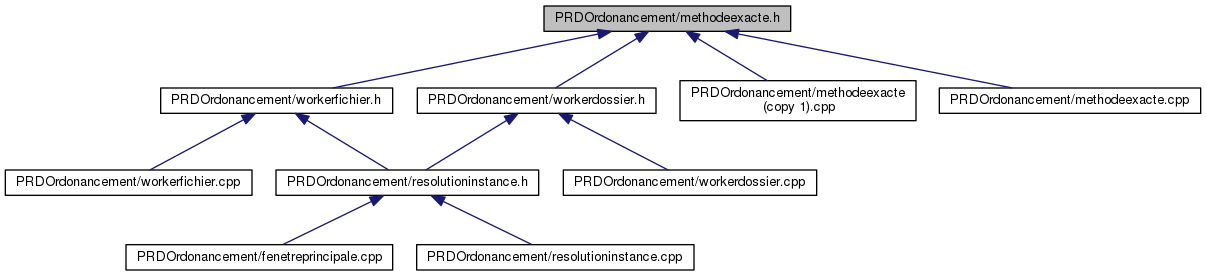 PRDOrdonancement/methodeexacte.h
PRDOrdonancement/workerfichier.h
PRDOrdonancement/workerdossier.h
PRDOrdonancement/methodeexacte
(copy 1).cpp
PRDOrdonancement/methodeexacte.cpp
PRDOrdonancement/workerfichier.cpp
PRDOrdonancement/resolutioninstance.h
PRDOrdonancement/workerdossier.cpp
PRDOrdonancement/fenetreprincipale.cpp
PRDOrdonancement/resolutioninstance.cpp